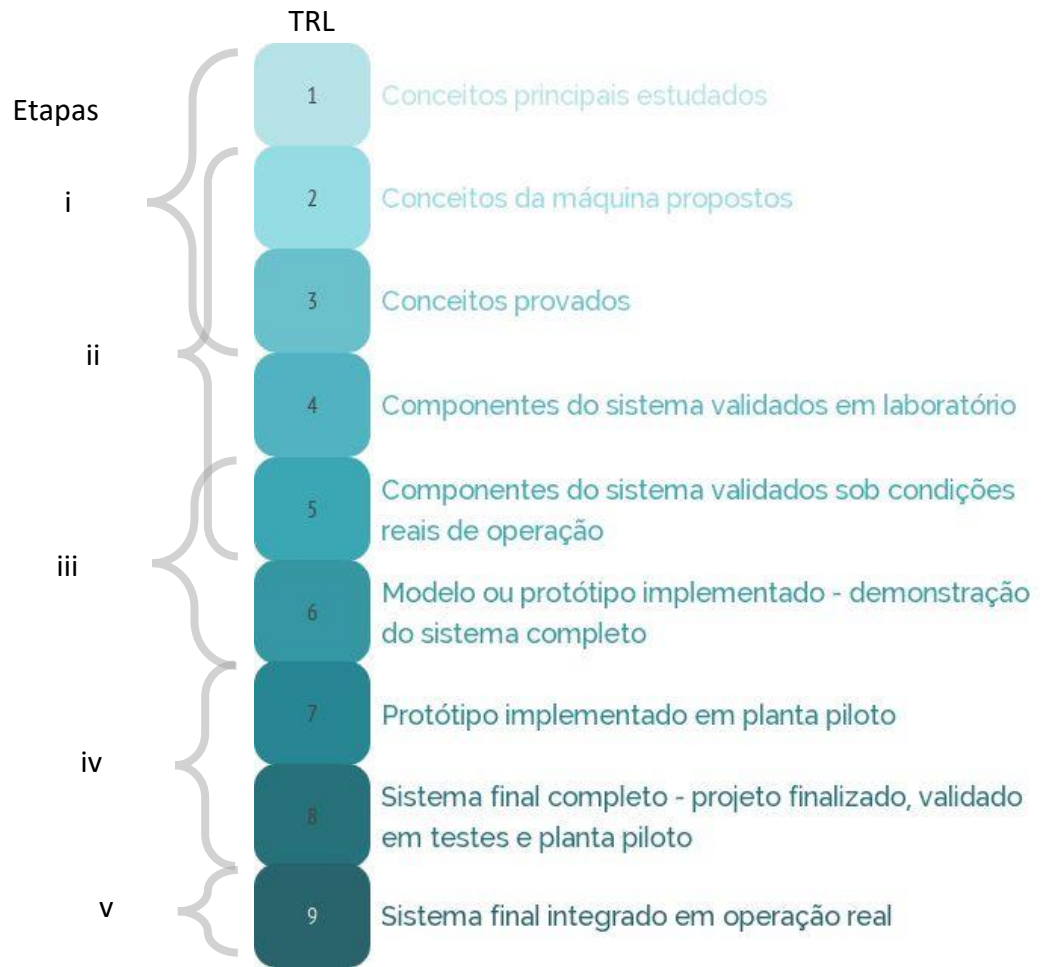 TRL
Etapas
1 Conceitos principais estudados
i
2 Conceitos da máquina propostos
3 Conceitos provados
ii
4 Componentes do sistema validados em laboratório
5 Componentes do sistema validados sob condições
reais de operação
iii
6 Modelo ou protótipo implementado - demonstração
do sistema completo
7 Protótipo implementado em planta piloto
iv
8 Sistema final completo - projeto finalizado, validado
em testes e planta piloto
v
9 Sistema final integrado em operação real